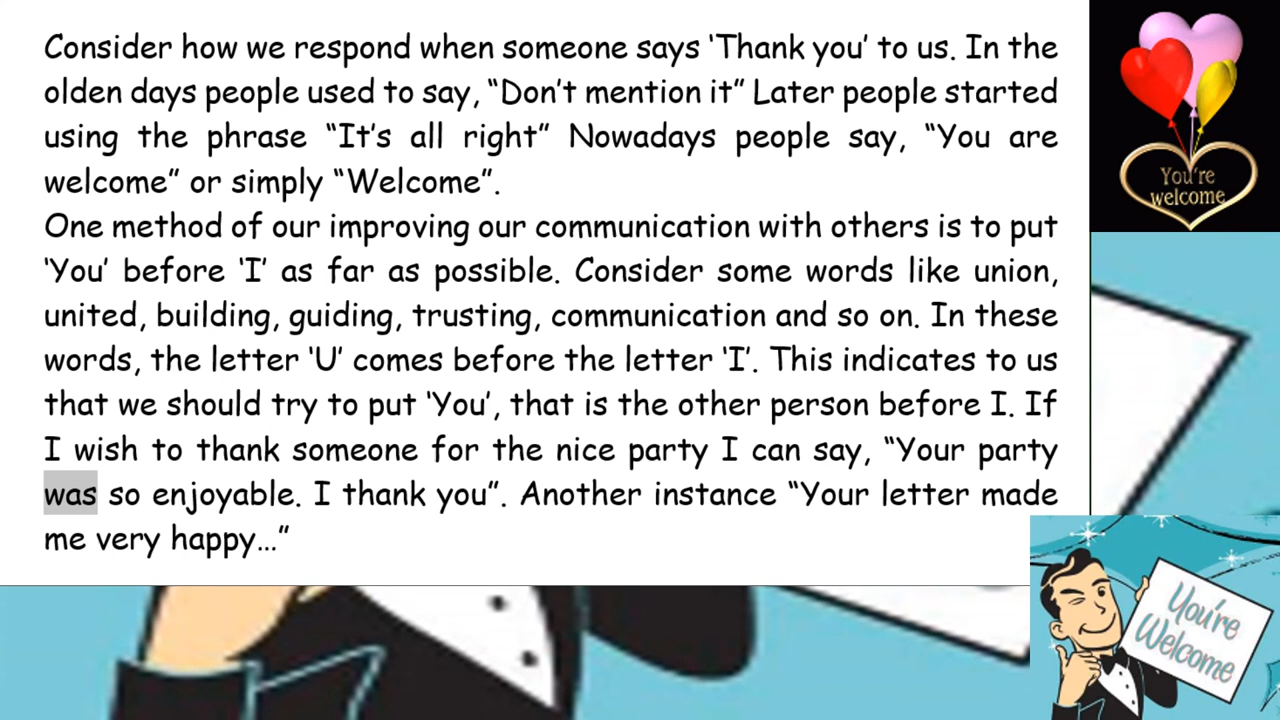 Consider how we respond when someone says ‘Thank you’ to us. In the
olden days people used to say, “Don’t mention it” Later people started
using the phrase “It’s all right” Nowadays people say, “You are
welcome” or simply “Welcome”.
One method of our improving our communication with others is to put
‘You’ before ‘I’ as far as possible. Consider some words like union,
united, building, guiding, trusting, communication and so on. In these
words, the letter ‘U’ comes before the letter ‘I’. This indicates to us
that we should try to put ‘You’, that is the other person before I. If
I wish to thank someone for the nice party I can say, “Your party
was so enjoyable. I thank you”. Another instance “Your letter made
me very happy…”
You're
welcome
You're
Welcome